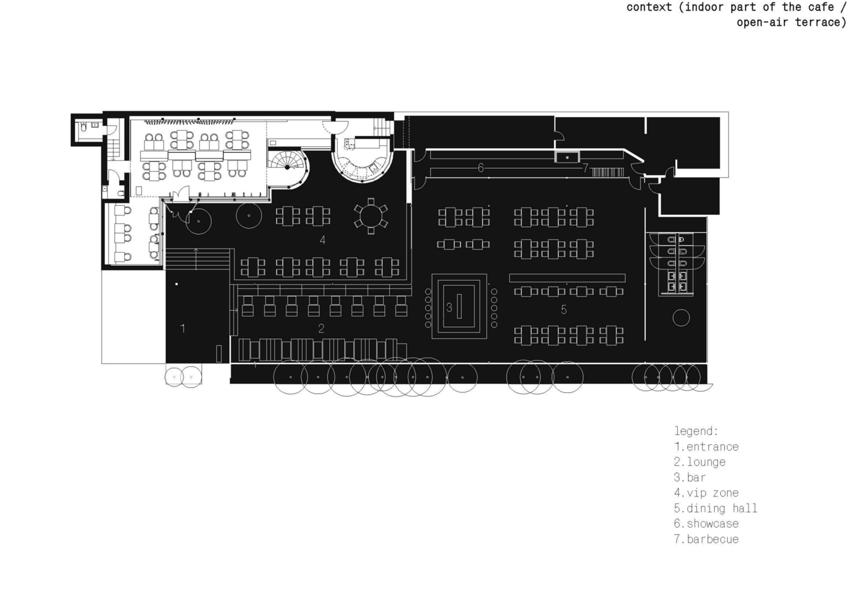 context (indoor part of the cafe /
open-air terrace)
6
7
4
3
5
1
2
legend:
1.entrance
2.lounge
3.bar
4.vip zone
5.dining hall
6.showcase
7.barbecue